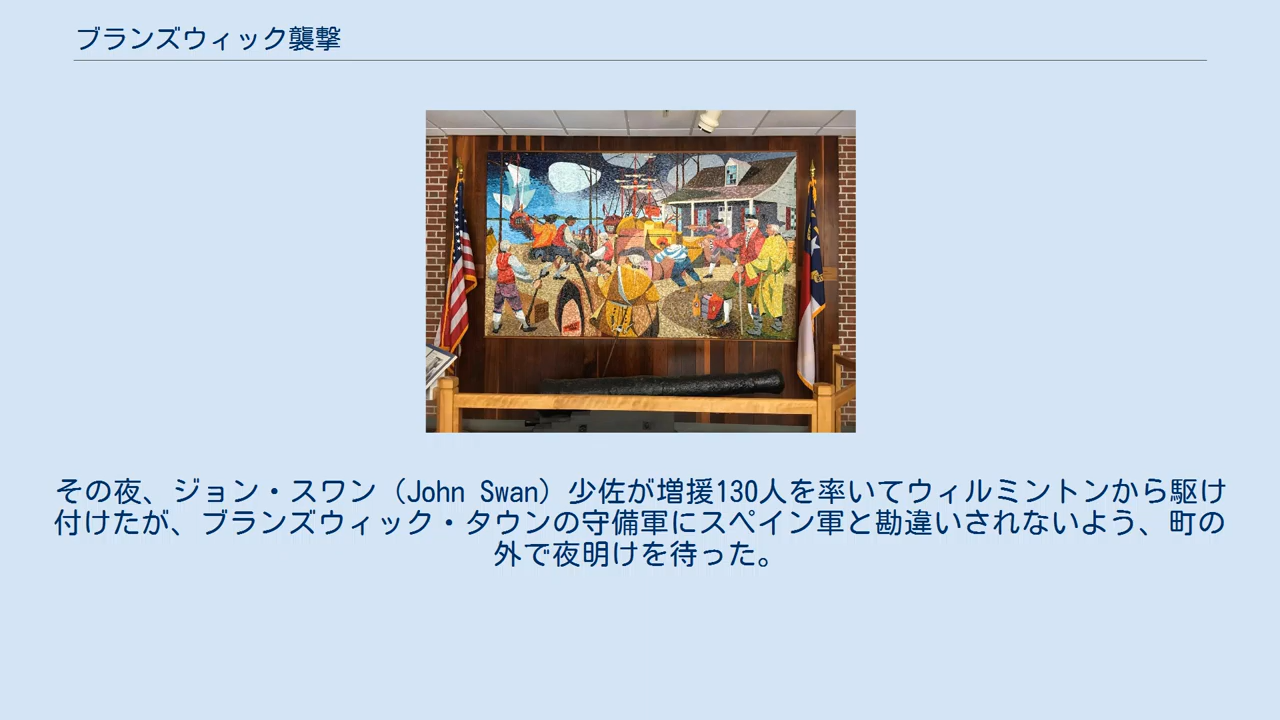 ブランズウィック襲撃
その夜、ジョン・スワン（John Swan）少佐が増援130人を率いてウィルミントンから駆け
付けたが、ブランズウィック・タウンの守備軍にスペイン軍と勘違いされないよう、町の
外で夜明けを待った。